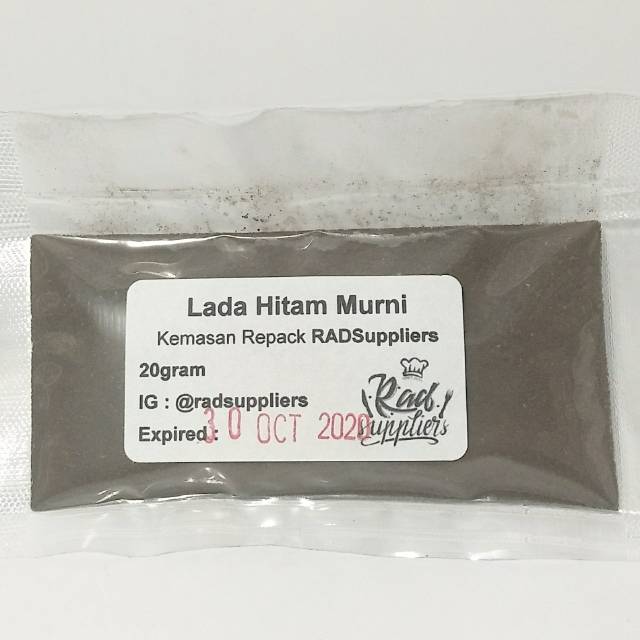 Lada Hitam Murni
Kemasan Repack RADSuppliers
20gram
IG : @radsuppliers
Expired : 30 OCT 2020
Rad
Suppliers